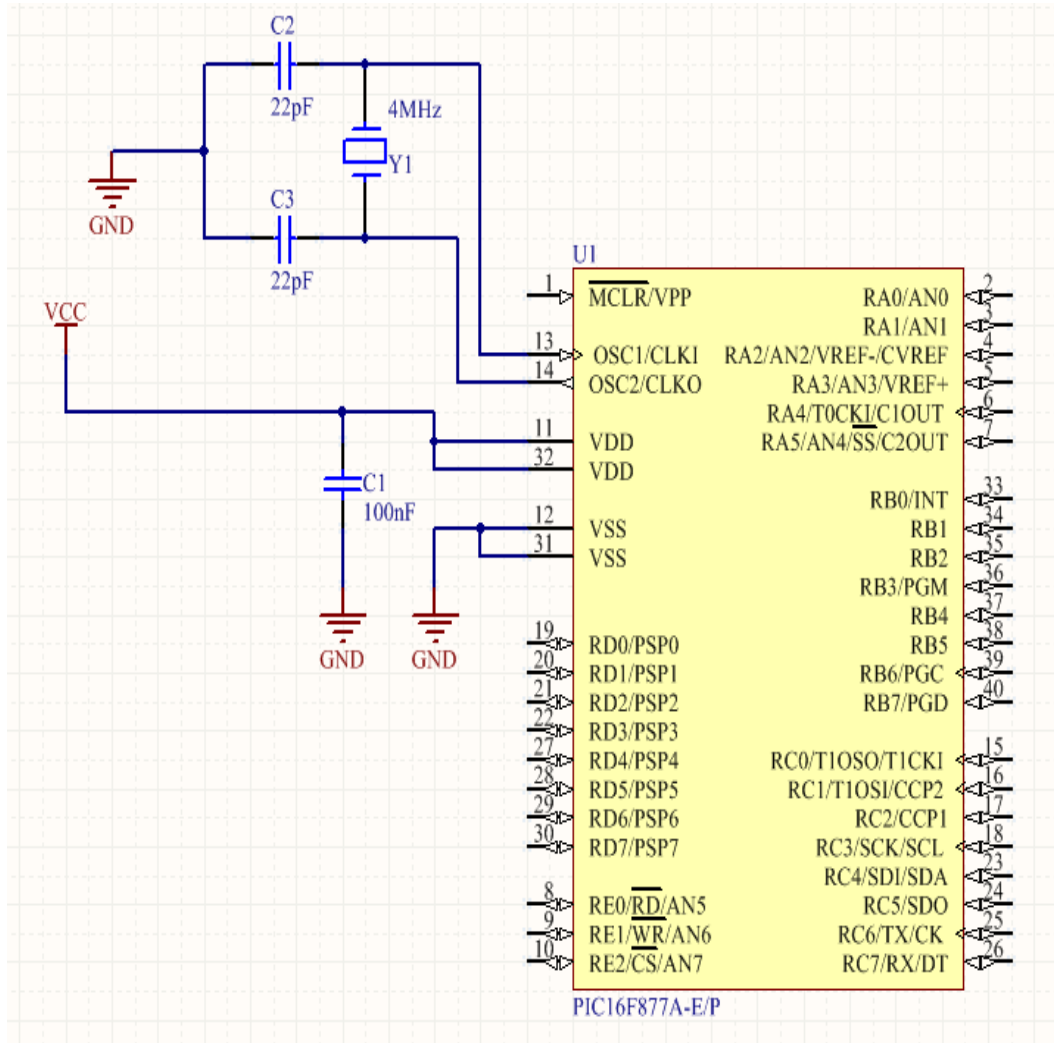 C2
22pF
4MHz
Y1
GND
C3
22pF
VCC
C1
100nF
GND
GND
U1
1 MCLR/VPP RA0/AN0 2
RA1/AN1 3
13 OSC1/CLKI RA2/AN2/VREF-/CVREF 4
14 OSC2/CLKO RA3/AN3/VREF+ 5
RA4/T0CKI/C1OUT 6
11 VDD RA5/AN4/SS/C2OUT 7
32 VDD
RB0/INT 33
12 VSS RB1 34
31 VSS RB2 35
RB3/PGM 36
RB4 37
19 RD0/PSP0 RB5 38
20 RD1/PSP1 RB6/PGC 39
21 RD2/PSP2 RB7/PGD 40
22 RD3/PSP3
27 RD4/PSP4 RC0/T1OSO/T1CKI 15
28 RD5/PSP5 RC1/T1OSI/CCP2 16
29 RD6/PSP6 RC2/CCP1 17
30 RD7/PSP7 RC3/SCK/SCL 18
RC4/SDI/SDA 23
8 RE0/RD/AN5 RC5/SDO 24
9 RE1/WR/AN6 RC6/TX/CK 25
10 RE2/CS/AN7 RC7/RX/DT 26
PIC16F877A-E/P